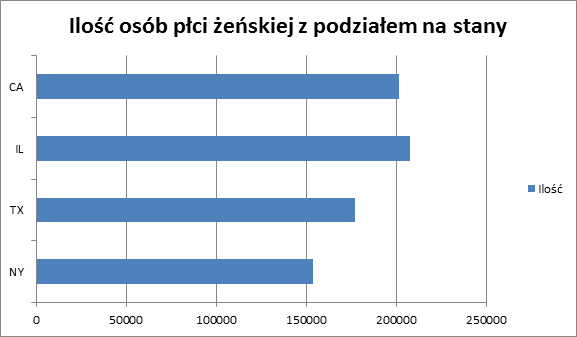 Ilość osób płci żeńskiej z podziałem na stany
CA
IL
TX
NY
Ilość
0 50000 100000 150000 200000 250000